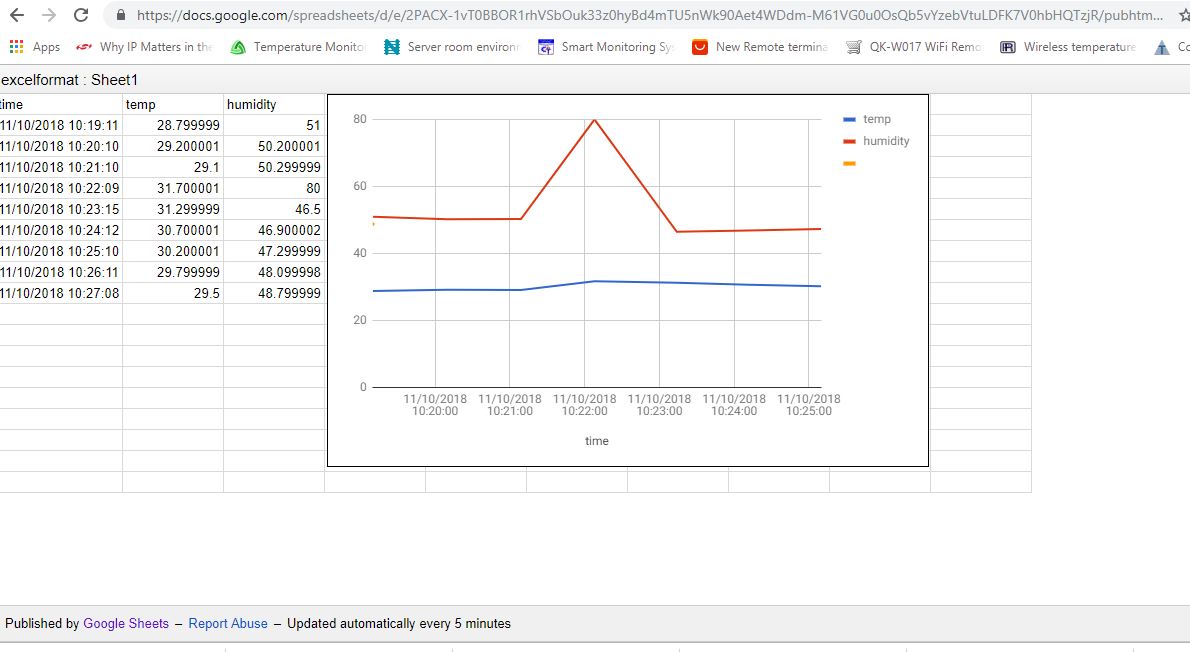 https://docs.google.com/spreadsheets/d/e/2PACX-1vT0BBOR1rhVSbOuk33z0hyBd4mTU5nWk90Aet4WDdm-M61VG0u0OsQb5vYzebVtuLDFK7V0hbHQTzjR/pubhtm...
Apps Why IP Matters in the Temperature Monito Server room environ Smart Monitoring Sy New Remote termina QK-W017 WiFi Remo Wireless temperature Co
excelformat : Sheet1
time temp humidity
11/10/2018 10:19:11 28.799999 51
11/10/2018 10:20:10 29.200001 50.200001
11/10/2018 10:21:10 29.1 50.299999
11/10/2018 10:22:09 31.700001 80
11/10/2018 10:23:15 31.299999 46.5
11/10/2018 10:24:12 30.700001 46.900002
11/10/2018 10:25:10 30.200001 47.299999
11/10/2018 10:26:11 29.799999 48.099998
11/10/2018 10:27:08 29.5 48.799999
80
60
40
20
0
11/10/2018 11/10/2018 11/10/2018 11/10/2018 11/10/2018 11/10/2018
10:20:00 10:21:00 10:22:00 10:23:00 10:24:00 10:25:00
time
temp
humidity
Published by Google Sheets – Report Abuse – Updated automatically every 5 minutes